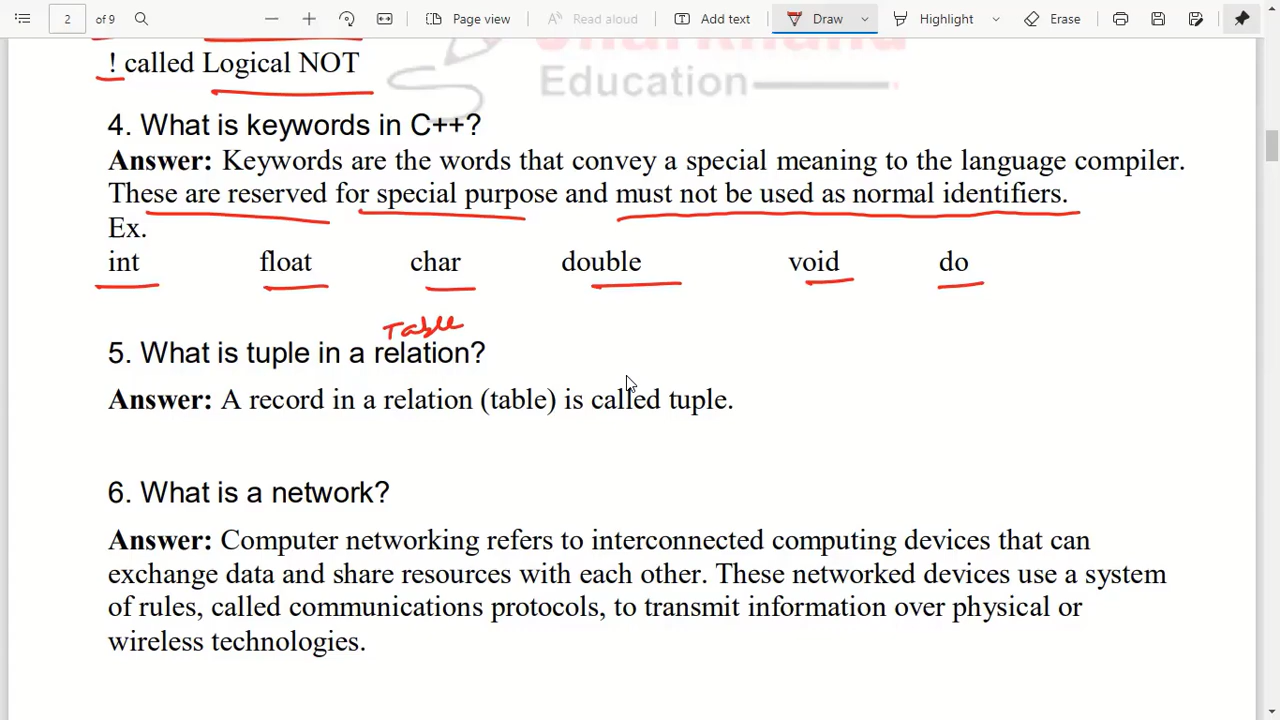 2 of 9 Page view Read aloud Add text Draw Highlight Erase
! called Logical NOT
Education
4. What is keywords in C++?
Answer: Keywords are the words that convey a special meaning to the language compiler.
These are reserved for special purpose and must not be used as normal identifiers.
Ex.
int float char double void do
Table
5. What is tuple in a relation?
Answer: A record in a relation (table) is called tuple.
6. What is a network?
Answer: Computer networking refers to interconnected computing devices that can
exchange data and share resources with each other. These networked devices use a system
of rules, called communications protocols, to transmit information over physical or
wireless technologies.